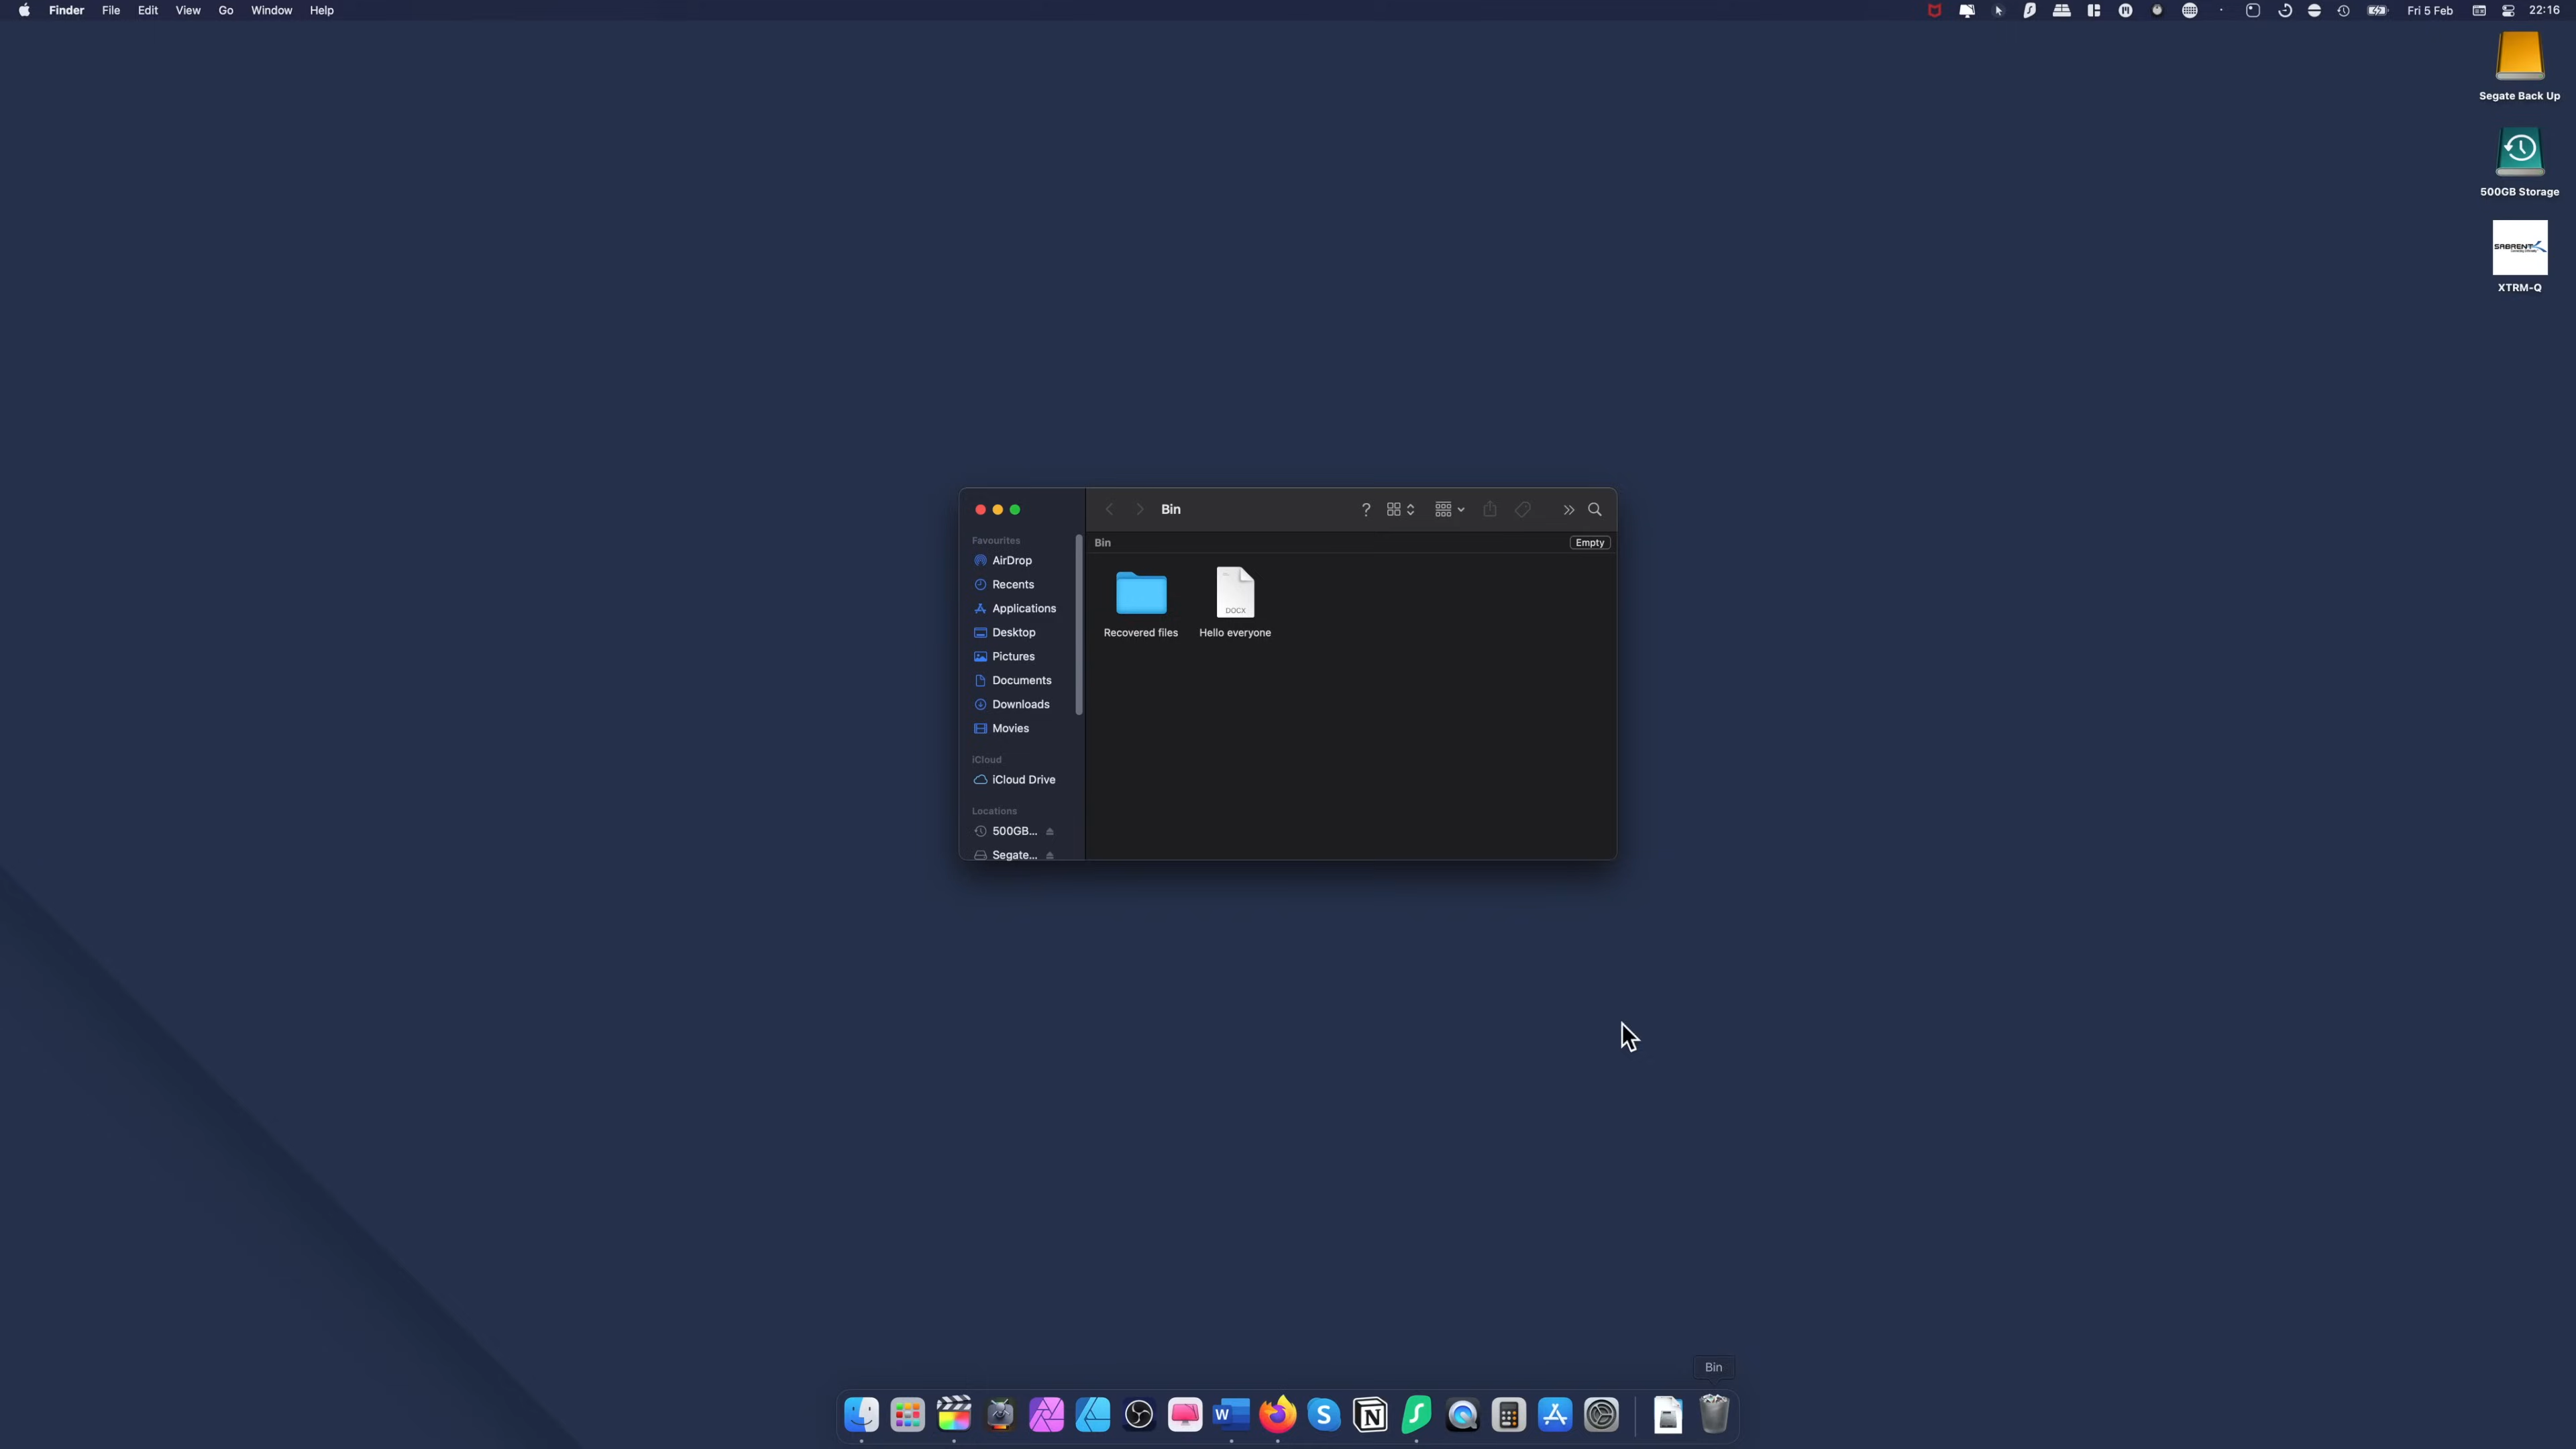 Finder File Edit View Go Window Help
Fri 5 Feb 22:16
Segate Back Up
500GB Storage
SABRENT
XTRM-Q
Bin
?
Favourites
AirDrop
Recents
Applications
Desktop
Pictures
Documents
Downloads
Movies
iCloud
iCloud Drive
Locations
500GB...
Segate...
Bin
Empty
DOCX
Recovered files
Hello everyone
Bin
W
S
N